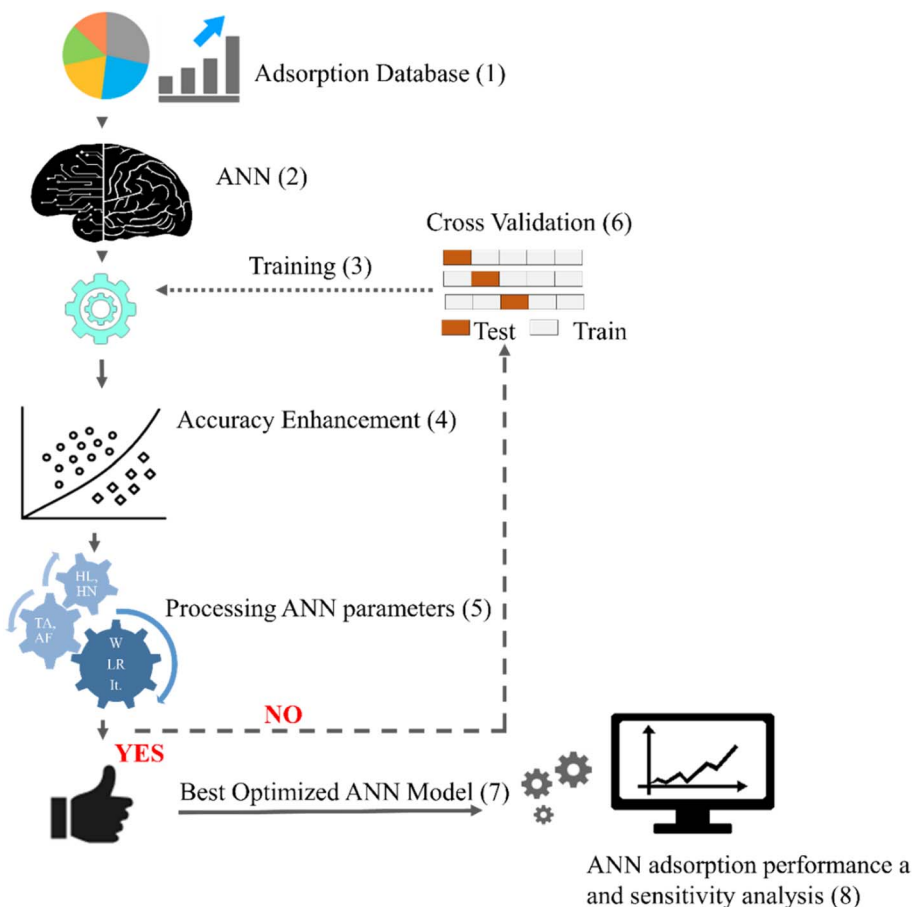 Adsorption Database (1)
ANN (2)
Cross Validation (6)
Training (3)
Test Train
Accuracy Enhancement (4)
HL,
HN
Processing ANN parameters (5)
TA,
AF
W
LR
It.
NO
YES
Best Optimized ANN Model (7)
ANN adsorption performance a
and sensitivity analysis (8)